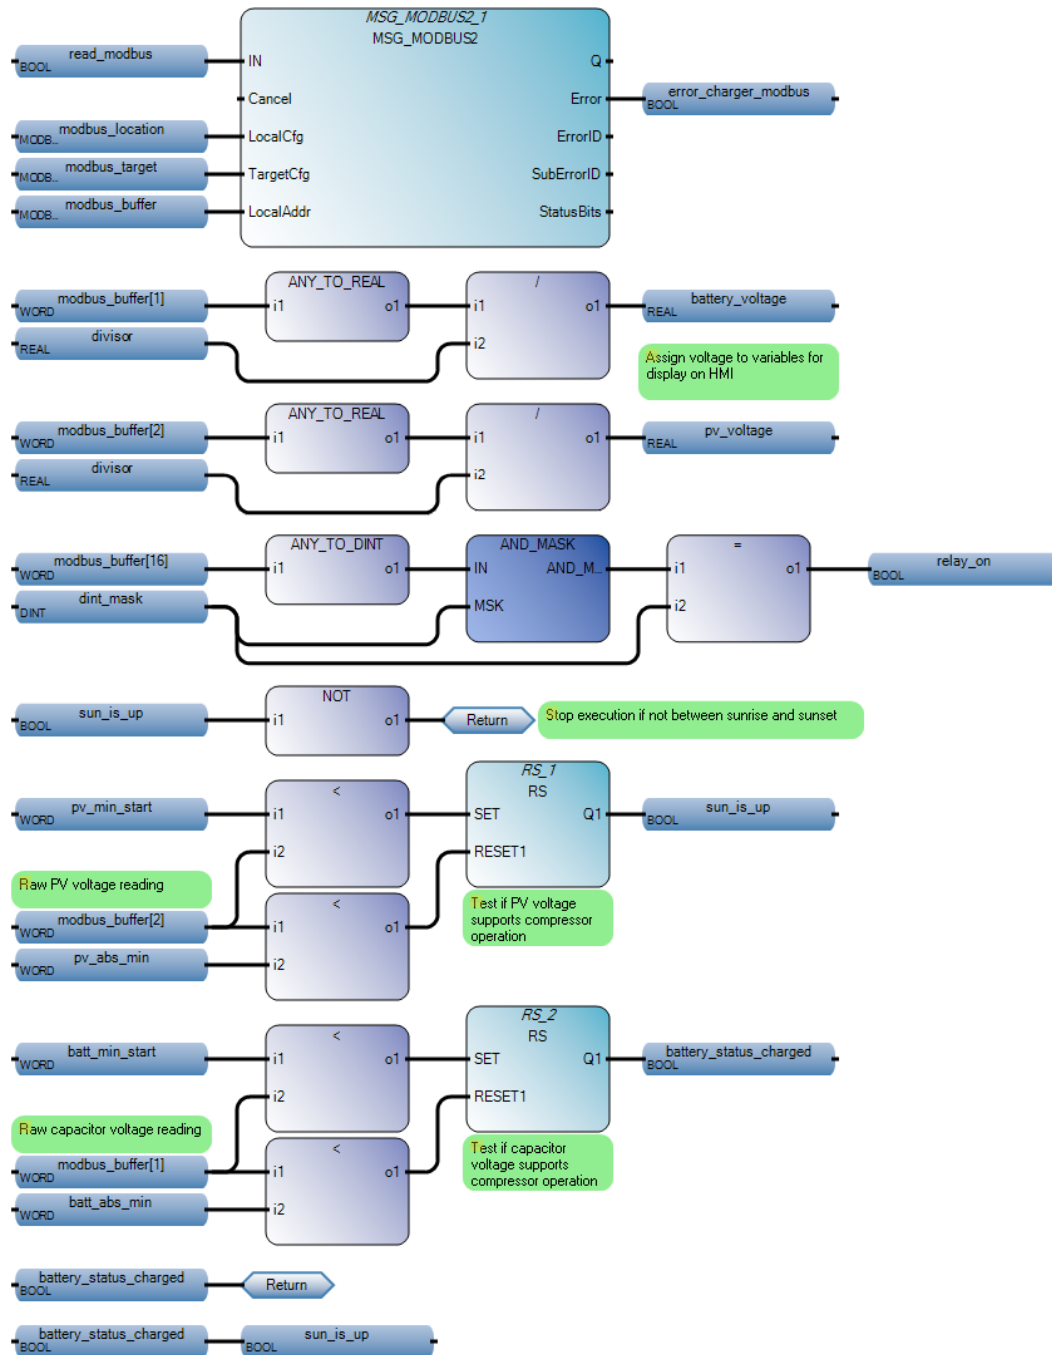 MSG_MODBUS2_1
MSG_MODBUS2
read_modbus
BOOL
IN
Q
Cancel
Error
error_charger_modbus
BOOL
modbus_location
MODB...
LocalCfg
ErrorID
modbus_target
MODB...
TargetCfg
SubErrorID
modbus_buffer
MODB...
LocalAddr
StatusBits
ANY_TO_REAL
/
modbus_buffer[1]
WORD
i1
o1
i1
o1
battery_voltage
REAL
divisor
REAL
i2
Assign voltage to variables for
display on HMI
ANY_TO_REAL
/
modbus_buffer[2]
WORD
i1
o1
i1
o1
pv_voltage
REAL
divisor
REAL
i2
ANY_TO_DINT
AND_MASK
=
modbus_buffer[16]
WORD
i1
o1
IN
AND_M...
i1
o1
relay_on
BOOL
dint_mask
DINT
MSK
i2
NOT
sun_is_up
BOOL
i1
o1
Return
Stop execution if not between sunrise and sunset
RS_1
<
RS
pv_min_start
WORD
i1
o1
SET
Q1
sun_is_up
BOOL
i2
RESET1
Raw PV voltage reading
<
Test if PV voltage
supports compressor
operation
modbus_buffer[2]
WORD
i1
o1
pv_abs_min
WORD
i2
RS_2
<
RS
batt_min_start
WORD
i1
o1
SET
Q1
battery_status_charged
BOOL
i2
RESET1
Raw capacitor voltage reading
<
Test if capacitor
voltage supports
compressor operation
modbus_buffer[1]
WORD
i1
o1
batt_abs_min
WORD
i2
battery_status_charged
BOOL
Return
battery_status_charged
BOOL
sun_is_up
BOOL